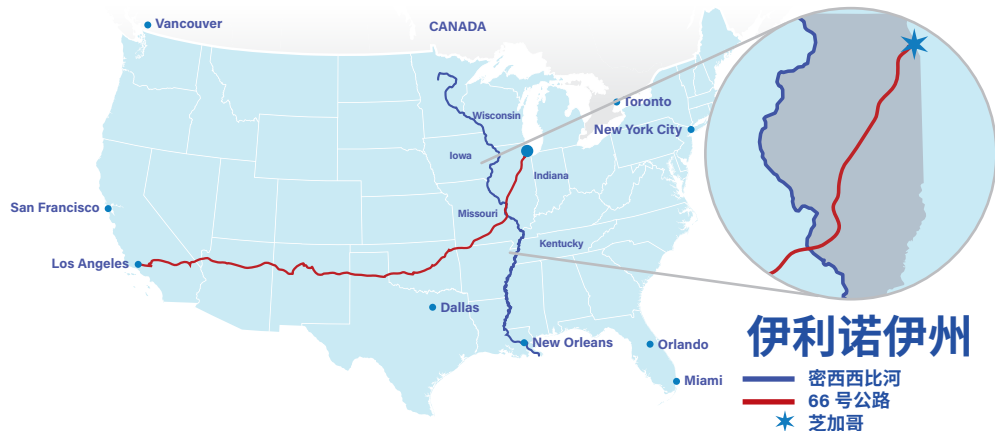 Vancouver
CANADA
Wisconsin
Toronto
New York City
Iowa
Indiana
San Francisco
Missouri
Kentucky
Los Angeles
Dallas
New Orleans
Orlando
Miami
伊利诺伊州
密西西比河
66 号公路
芝加哥